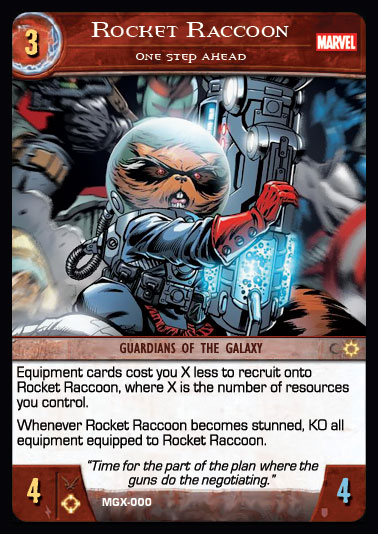 3
Rocket Raccoon
MARVEL
One Step Ahead
GUARDIANS OF THE GALAXY
C
Equipment cards cost you X less to recruit onto
Rocket Raccoon, where X is the number of resources
you control.
Whenever Rocket Raccoon becomes stunned, KO all
equipment equipped to Rocket Raccoon.
“Time for the part of the plan where the
guns do the negotiating.”
4
MGX-000
4